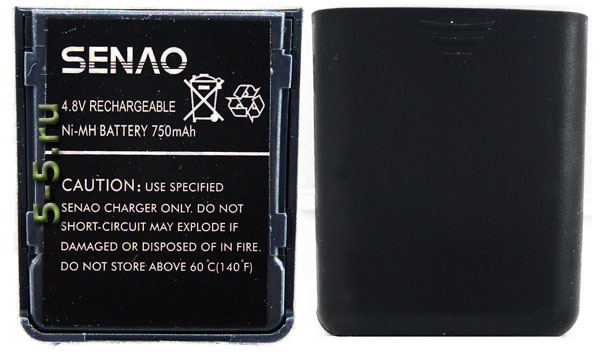 SENAO
4.8V RECHARGEABLE
Ni-MH BATTERY 750mAh
CAUTION: USE SPECIFIED
SENAO CHARGER ONLY. DO NOT
SHORT-CIRCUIT MAY EXPLODE IF
DAMAGED OR DISPOSED OF IN FIRE.
DO NOT STORE ABOVE 60°C(140°F)
5-5.ru